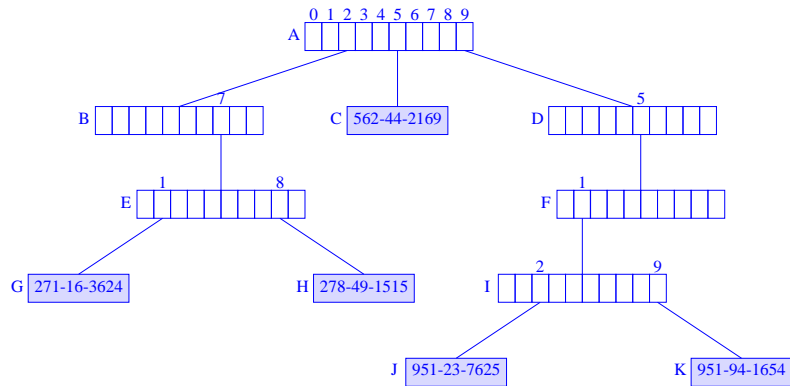 0 1 2 3 4 5 6 7 8 9
A
7 5
B C 562-44-2169 D
1 8 1
E F
2 9
G 271-16-3624 H 278-49-1515 I
J 951-23-7625 K 951-94-1654